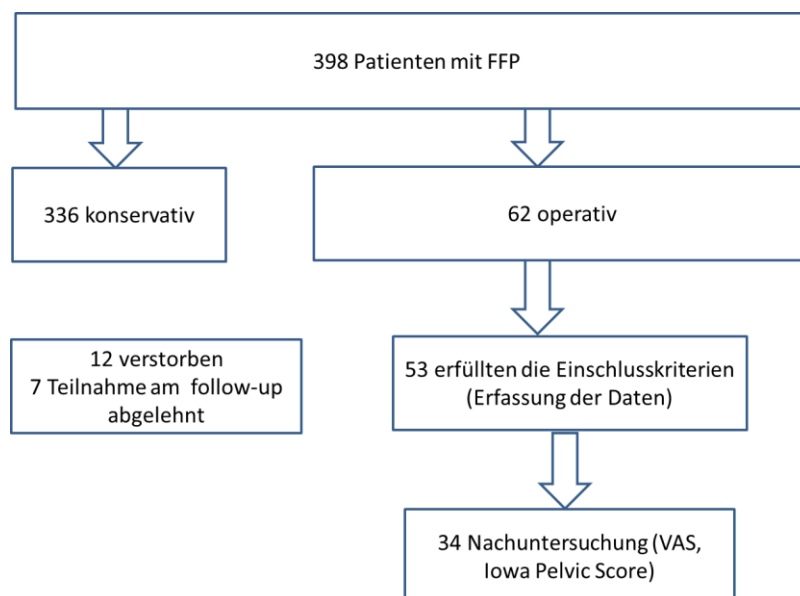 398 Patienten mit FFP
336 konservativ
62 operativ
12 verstorben
7 Teilnahme am follow-up
abgelehnt
53 erfüllten die Einschlusskriterien
(Erfassung der Daten)
34 Nachuntersuchung (VAS,
Iowa Pelvic Score)